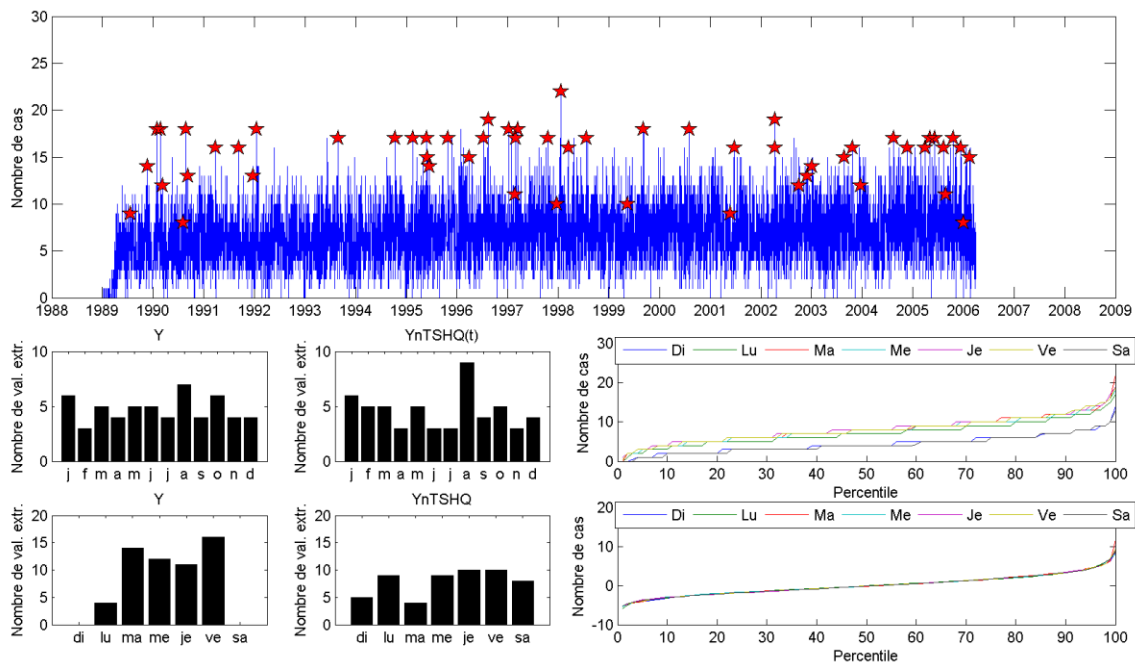 Nombre de cas
30
25
20
15
10
5
0
1988 1989 1990 1991 1992 1993 1994 1995 1996 1997 1998 1999 2000 2001 2002 2003 2004 2005 2006 2007 2008 2009
Y
Nombre de val. extr.
10
5
0
j f m a m j j a s o n d
YnTSHQ(t)
Nombre de val. extr.
10
5
0
j f m a m j j a s o n d
Nombre de cas
30
20
10
0
Di Lu Ma Me Je Ve Sa
0 10 20 30 40 50 60 70 80 90 100
Percentile
Y
Nombre de val. extr.
20
15
10
5
0
di lu ma me je ve sa
YnTSHQ
Nombre de val. extr.
20
15
10
5
0
di lu ma me je ve sa
Nombre de cas
20
10
0
-10
Di Lu Ma Me Je Ve Sa
0 10 20 30 40 50 60 70 80 90 100
Percentile